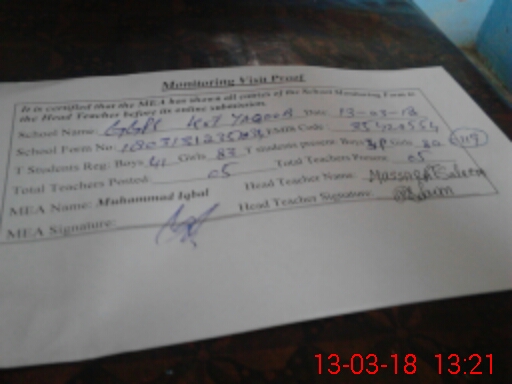 Monitoring Visit Proof
It is certified that the MEA has shown all entries of the School Monitoring Form to
the Head Teacher before its online submission.
School Name: GGPS Kot YAQOOB Date: 13-03-18
School Form No: EMIS Code:
T Students Reg: Boys 41 Girls 83 T students present: Boys Girls
Total Teachers Posted: 05 Total Teachers Present: 05
MEA Name: Muhammad Iqbal Head Teacher Name: Saleem
MEA Signature: Head Teacher Signature:
13-03-18 13:21